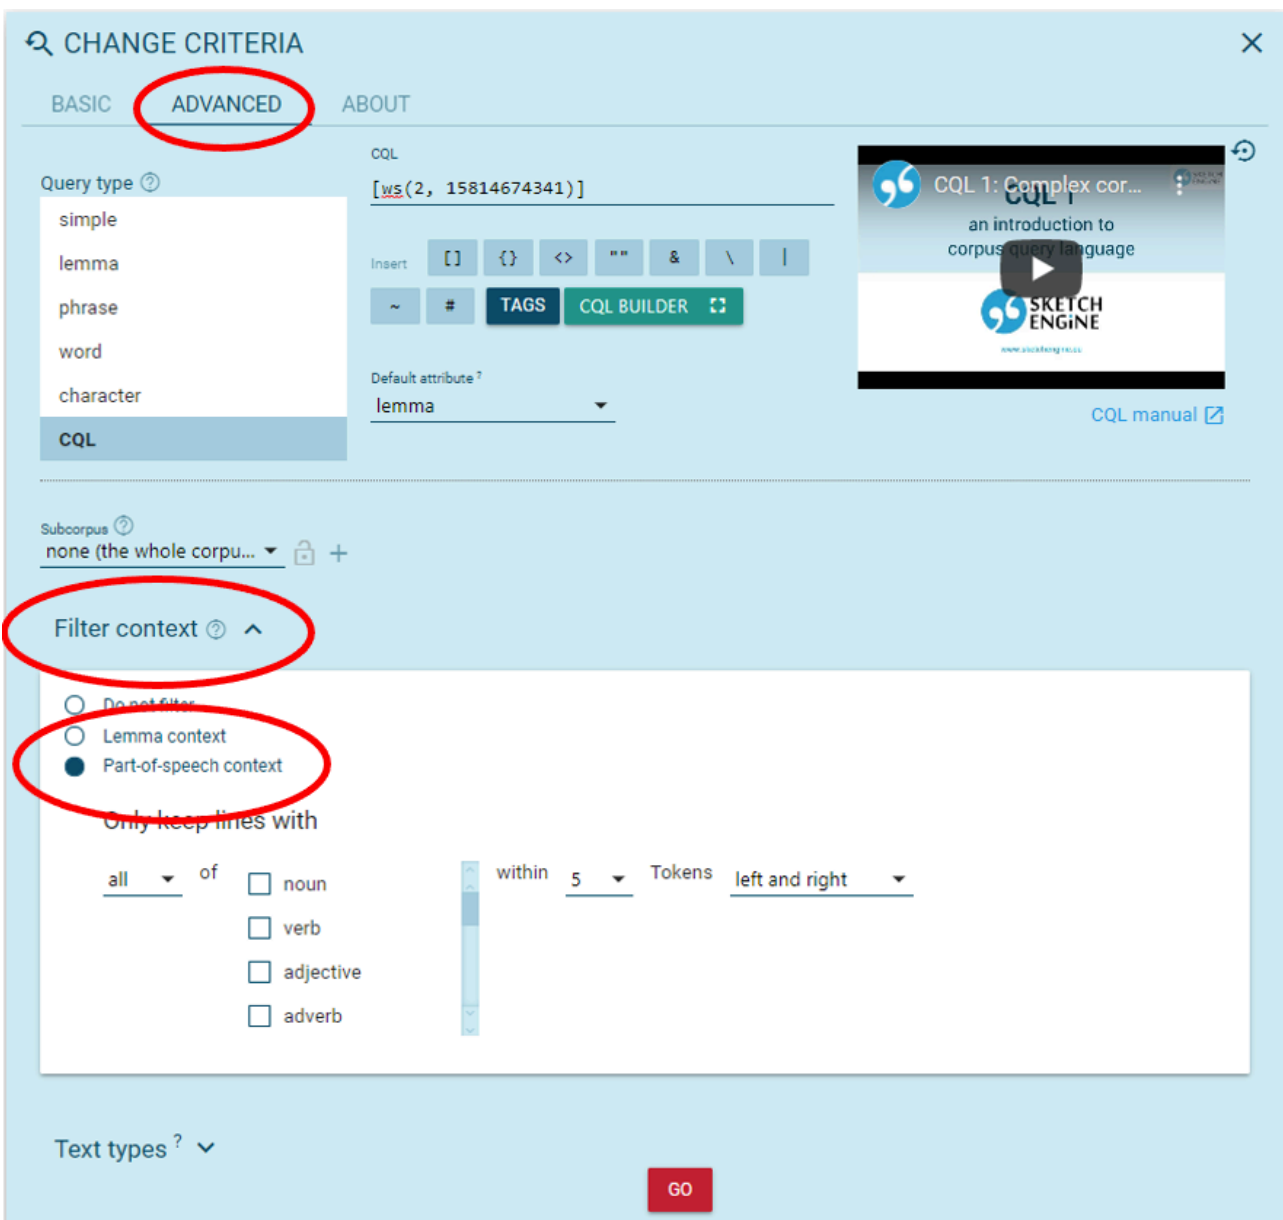 CHANGE CRITERIA
BASIC ADVANCED ABOUT
Query type
simple
lemma
phrase
word
character
CQL
CQL
[ws(2, 15814674341)]
Insert [] {} <> "" & \ |
~ # TAGS CQL BUILDER
Default attribute ?
lemma
CQL 1: Complex cor...
CQL 1
an introduction to
corpus query language
SKETCH
ENGINE
www.sketchengine.eu
CQL manual
Subcorpus
none (the whole corpu...
Filter context
Do not filter
Lemma context
Part-of-speech context
Only keep lines with
all of
noun
verb
adjective
adverb
within 5 Tokens left and right
Text types ?
GO